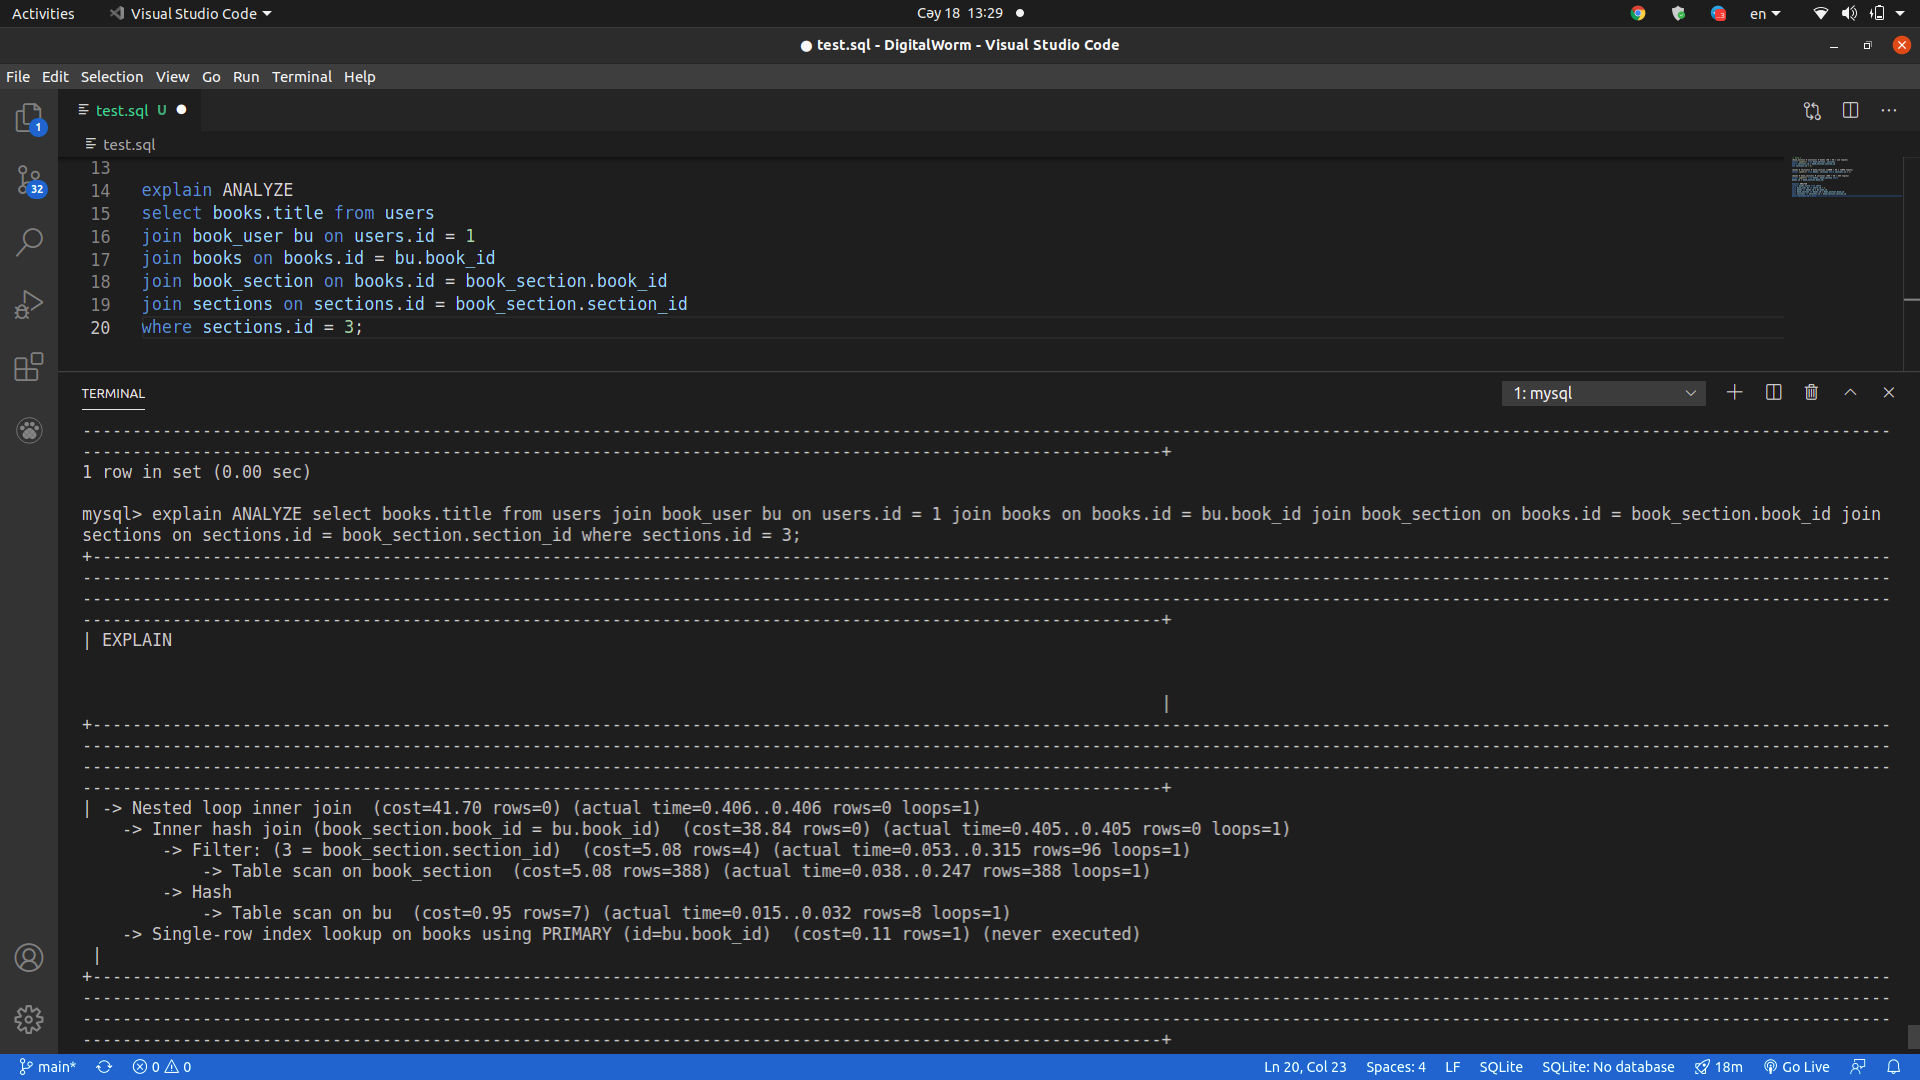 Activities
Visual Studio Code
Cəy 18 13:29
en
test.sql - DigitalWorm - Visual Studio Code
File Edit Selection View Go Run Terminal Help
1
test.sql U
test.sql
32
13
14 explain ANALYZE
15 select books.title from users
16 join book_user bu on users.id = 1
17 join books on books.id = bu.book_id
18 join book_section on books.id = book_section.book_id
19 join sections on sections.id = book_section.section_id
20 where sections.id = 3;
TERMINAL
1: mysql
1 row in set (0.00 sec)
mysql> explain ANALYZE select books.title from users join book_user bu on users.id = 1 join books on books.id = bu.book_id join book_section on books.id = book_section.book_id join
sections on sections.id = book_section.section_id where sections.id = 3;
| EXPLAIN
|
| -> Nested loop inner join (cost=41.70 rows=0) (actual time=0.406..0.406 rows=0 loops=1)
-> Inner hash join (book_section.book_id = bu.book_id) (cost=38.84 rows=0) (actual time=0.405..0.405 rows=0 loops=1)
-> Filter: (3 = book_section.section_id) (cost=5.08 rows=4) (actual time=0.053..0.315 rows=96 loops=1)
-> Table scan on book_section (cost=5.08 rows=388) (actual time=0.038..0.247 rows=388 loops=1)
-> Hash
-> Table scan on bu (cost=0.95 rows=7) (actual time=0.015..0.032 rows=8 loops=1)
-> Single-row index lookup on books using PRIMARY (id=bu.book_id) (cost=0.11 rows=1) (never executed)
|
main* 0 0
Ln 20, Col 23 Spaces: 4 LF SQLite SQLite: No database 18m Go Live